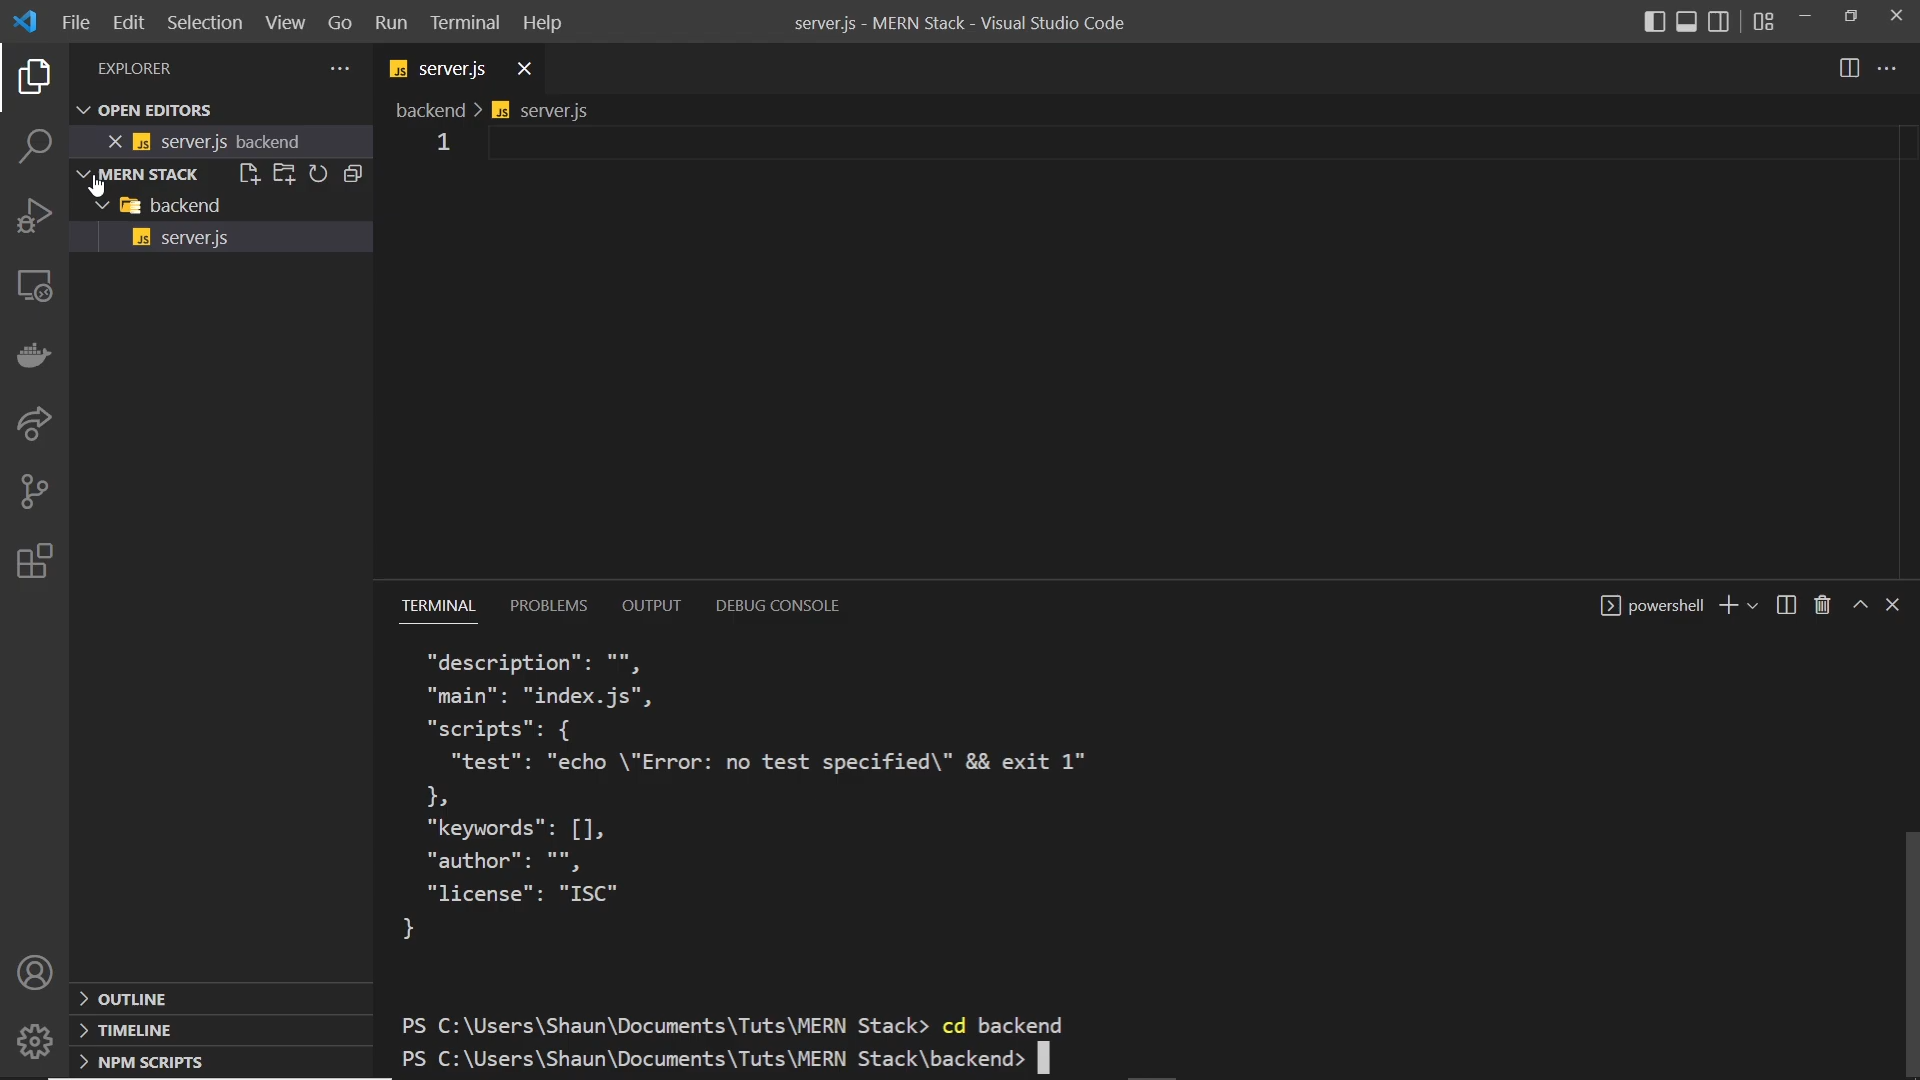 File Edit Selection View Go Run Terminal Help
server.js - MERN Stack - Visual Studio Code
EXPLORER
OPEN EDITORS
JS server.js backend
MERN STACK
backend
JS server.js
OUTLINE
TIMELINE
NPM SCRIPTS
JS server.js
backend > JS server.js
1
TERMINAL PROBLEMS OUTPUT DEBUG CONSOLE
powershell
"description": "",
"main": "index.js",
"scripts": {
"test": "echo \"Error: no test specified\" && exit 1"
},
"keywords": [],
"author": "",
"license": "ISC"
}
PS C:\Users\Shaun\Documents\Tuts\MERN Stack> cd backend
PS C:\Users\Shaun\Documents\Tuts\MERN Stack\backend>